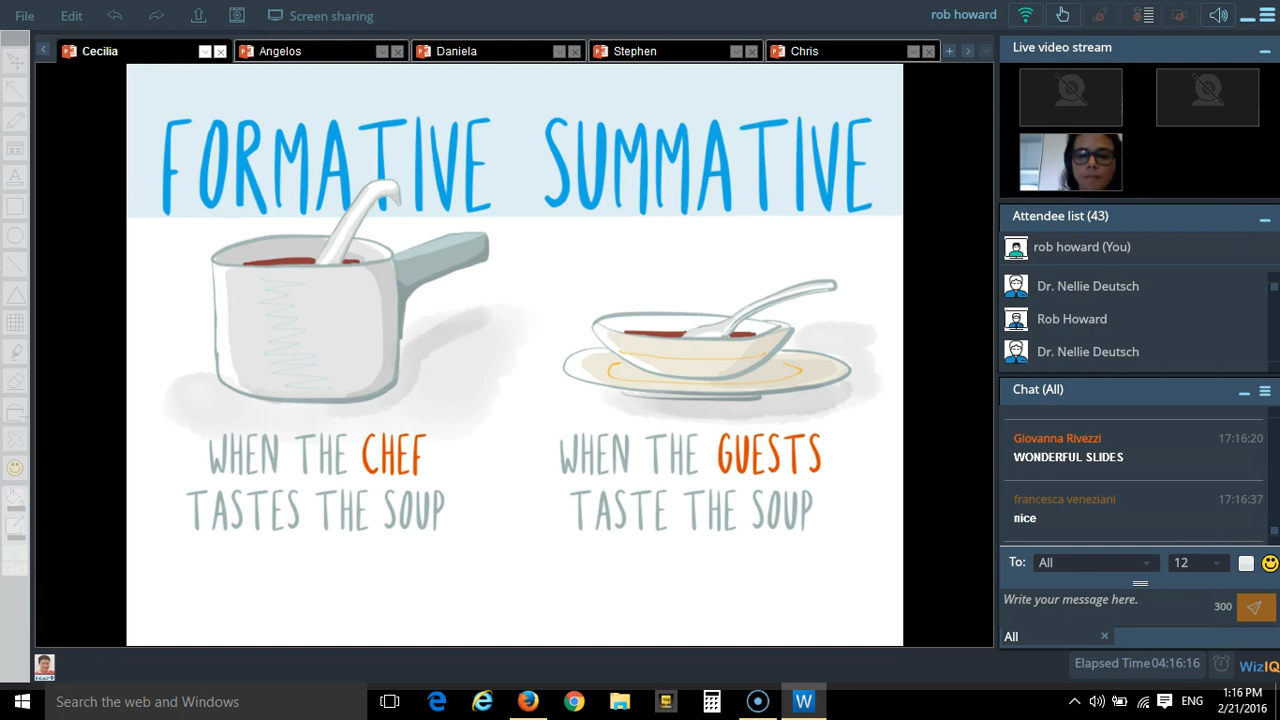 File Edit Screen sharing rob howard
Cecilia Angelos Daniela Stephen Chris
FORMATIVE SUMMATIVE
WHEN THE CHEF
TASTES THE SOUP
WHEN THE GUESTS
TASTE THE SOUP
Live video stream
Attendee list (43)
rob howard (You)
Dr. Nellie Deutsch
Rob Howard
Dr. Nellie Deutsch
Chat (All)
Giovanna Rivezzi 17:16:20
WONDERFUL SLIDES
francesca veneziani 17:16:37
nice
To: All 12
Write your message here. 300
All
Elapsed Time 04:16:16 WizIQ
Search the web and Windows
ENG
1:16 PM
2/21/2016